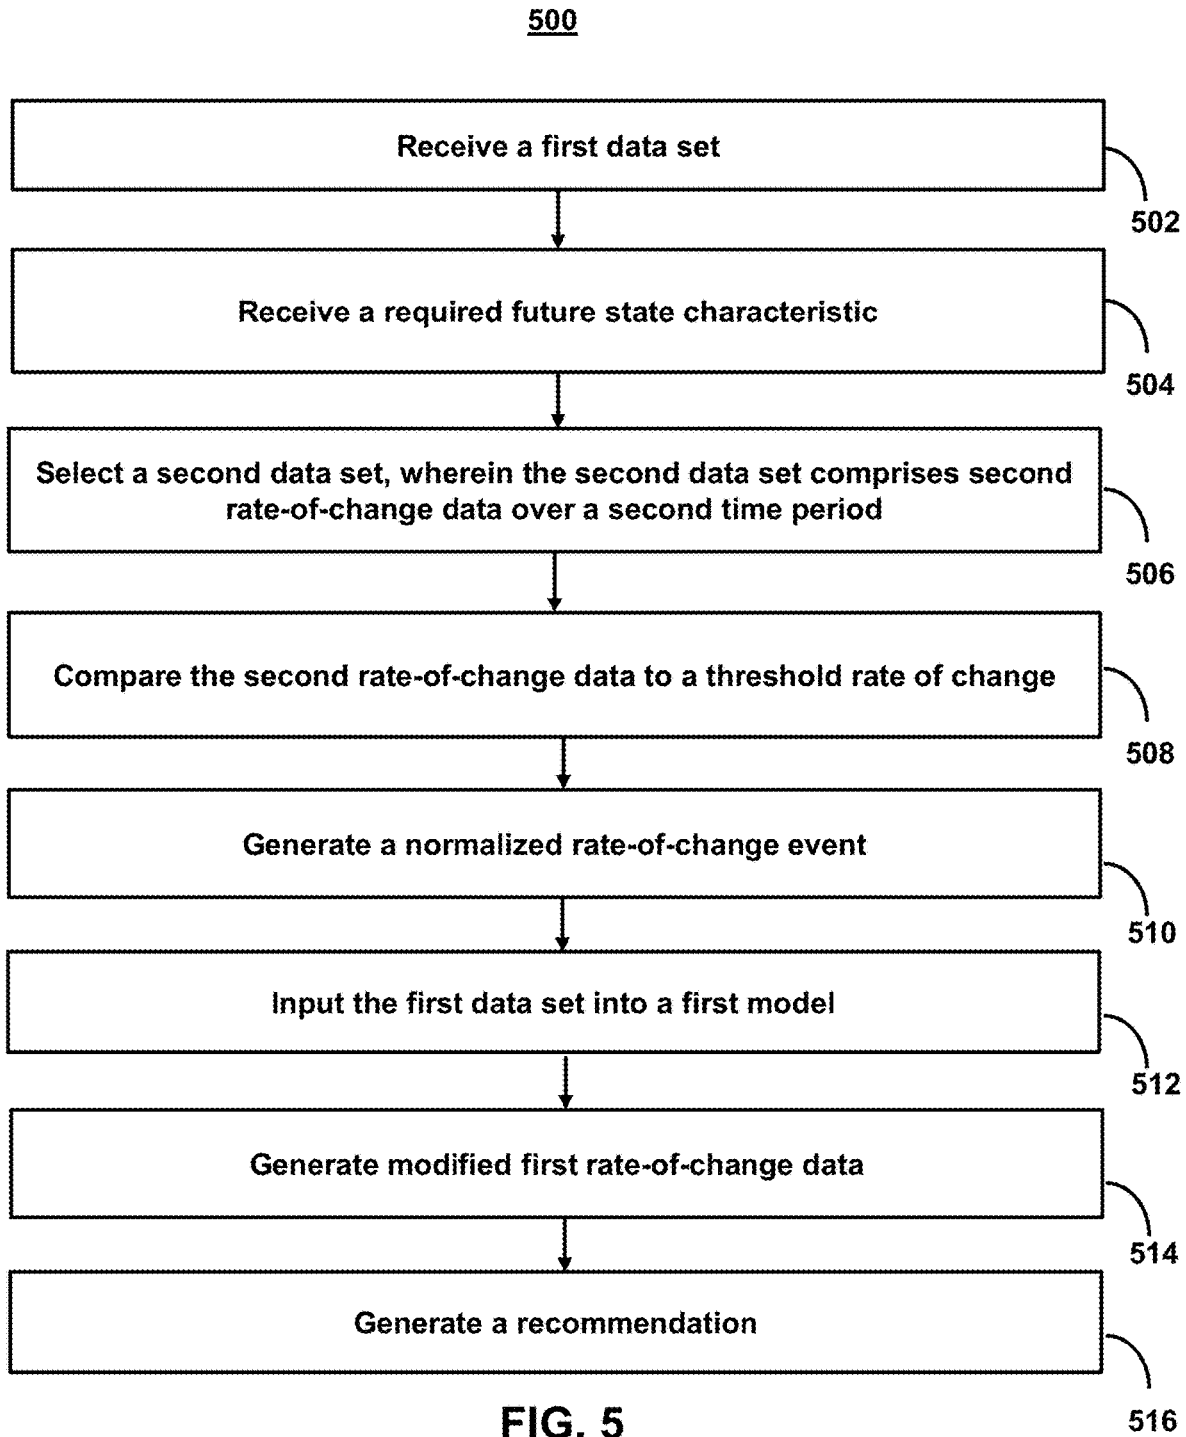 500
Receive a first data set
502
Receive a required future state characteristic
504
Select a second data set, wherein the second data set comprises second
rate-of-change data over a second time period
506
Compare the second rate-of-change data to a threshold rate of change
508
Generate a normalized rate-of-change event
510
Input the first data set into a first model
512
Generate modified first rate-of-change data
514
Generate a recommendation
516
FIG. 5